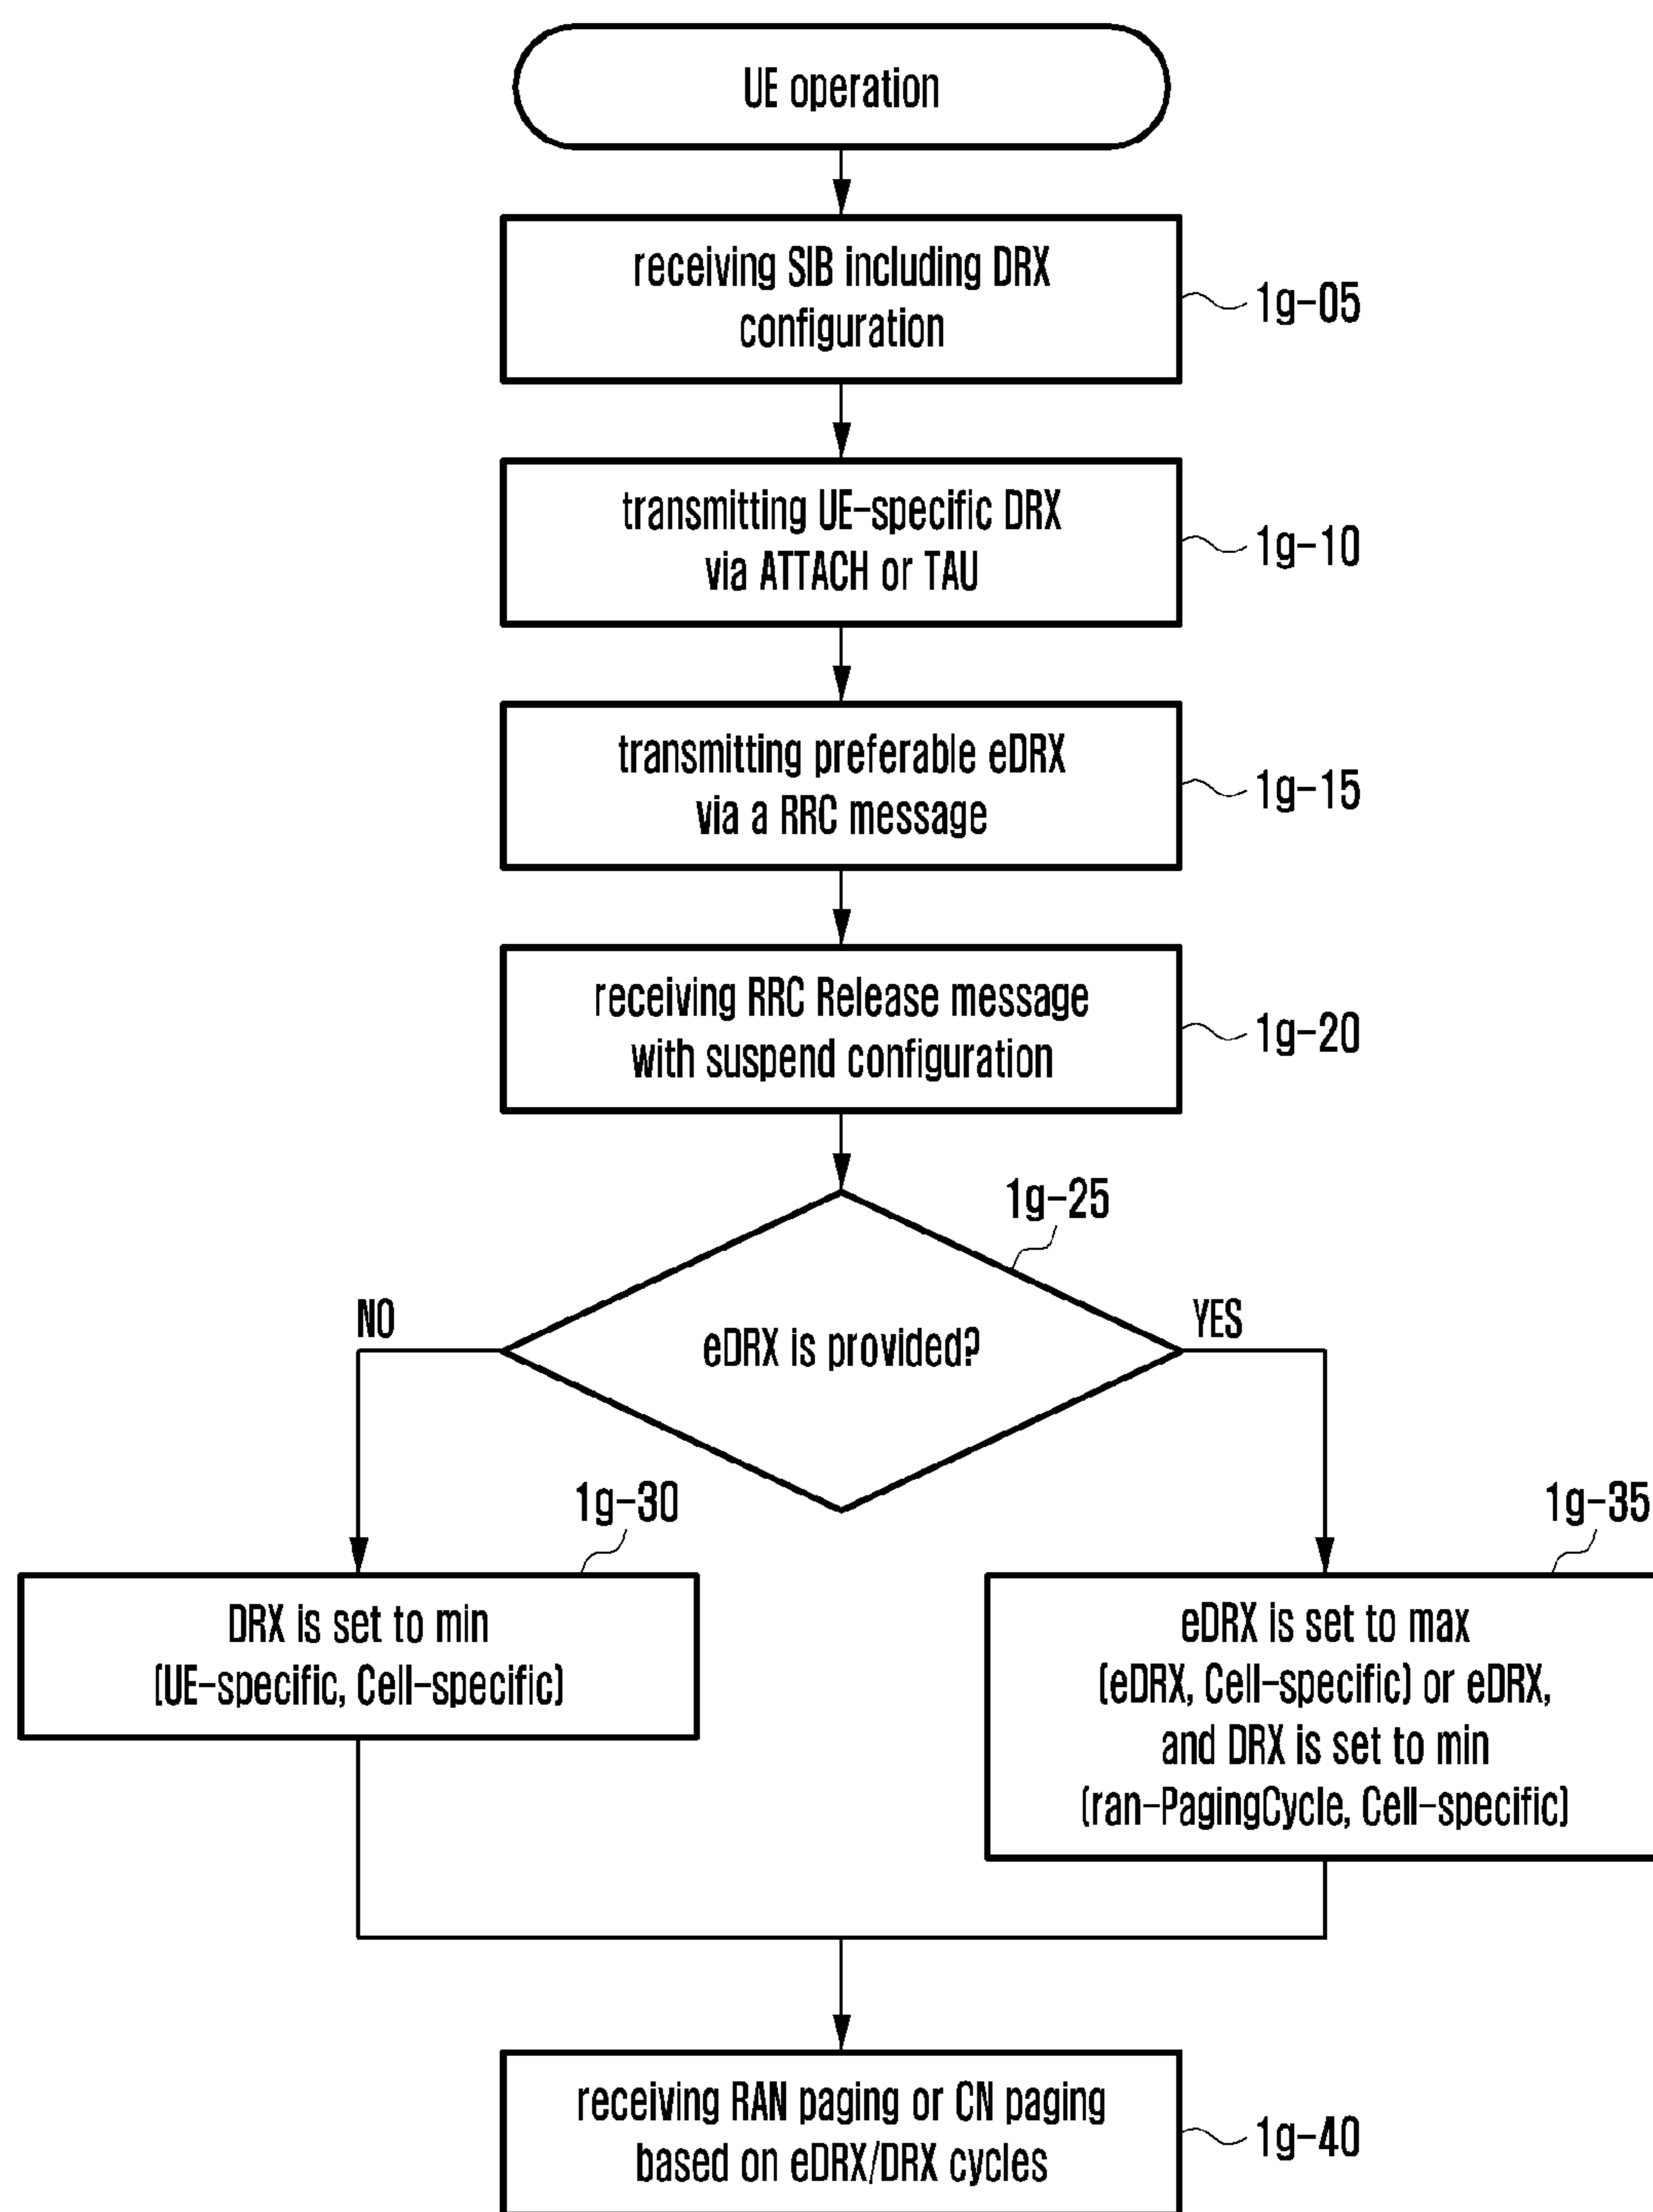 UE operation
receiving SIB including DRX
configuration
1g-05
transmitting UE-specific DRX
via ATTACH or TAU
1g-10
transmitting preferable eDRX
via a RRC message
1g-15
receiving RRC Release message
with suspend configuration
1g-20
1g-25
NO
eDRX is provided?
YES
1g-30
DRX is set to min
(UE-specific, Cell-specific)
1g-35
eDRX is set to max
(eDRX, Cell-specific) or eDRX,
and DRX is set to min
(ran-PagingCycle, Cell-specific)
receiving RAN paging or CN paging
based on eDRX/DRX cycles
1g-40